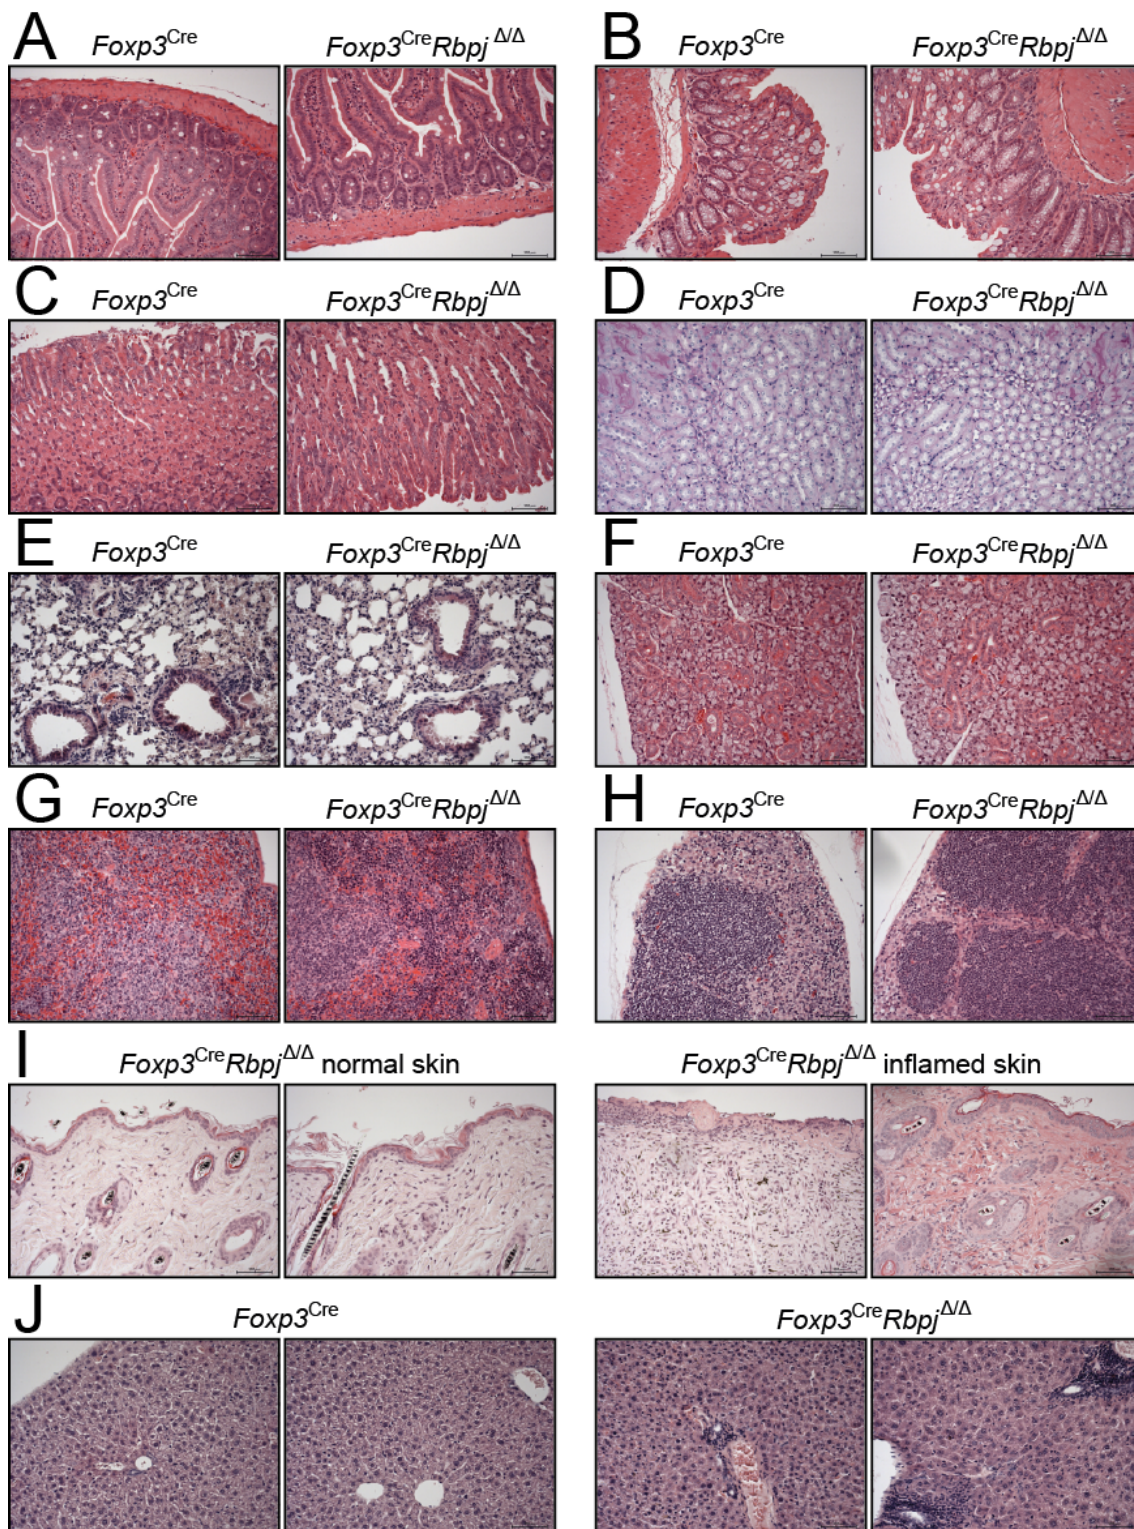 A Foxp3Cre Foxp3CreRbpjΔ/Δ B Foxp3Cre Foxp3CreRbpjΔ/Δ
C Foxp3Cre Foxp3CreRbpjΔ/Δ D Foxp3Cre Foxp3CreRbpjΔ/Δ
E Foxp3Cre Foxp3CreRbpjΔ/Δ F Foxp3Cre Foxp3CreRbpjΔ/Δ
G Foxp3Cre Foxp3CreRbpjΔ/Δ H Foxp3Cre Foxp3CreRbpjΔ/Δ
I Foxp3CreRbpjΔ/Δ normal skin Foxp3CreRbpjΔ/Δ inflamed skin
J Foxp3Cre Foxp3CreRbpjΔ/Δ